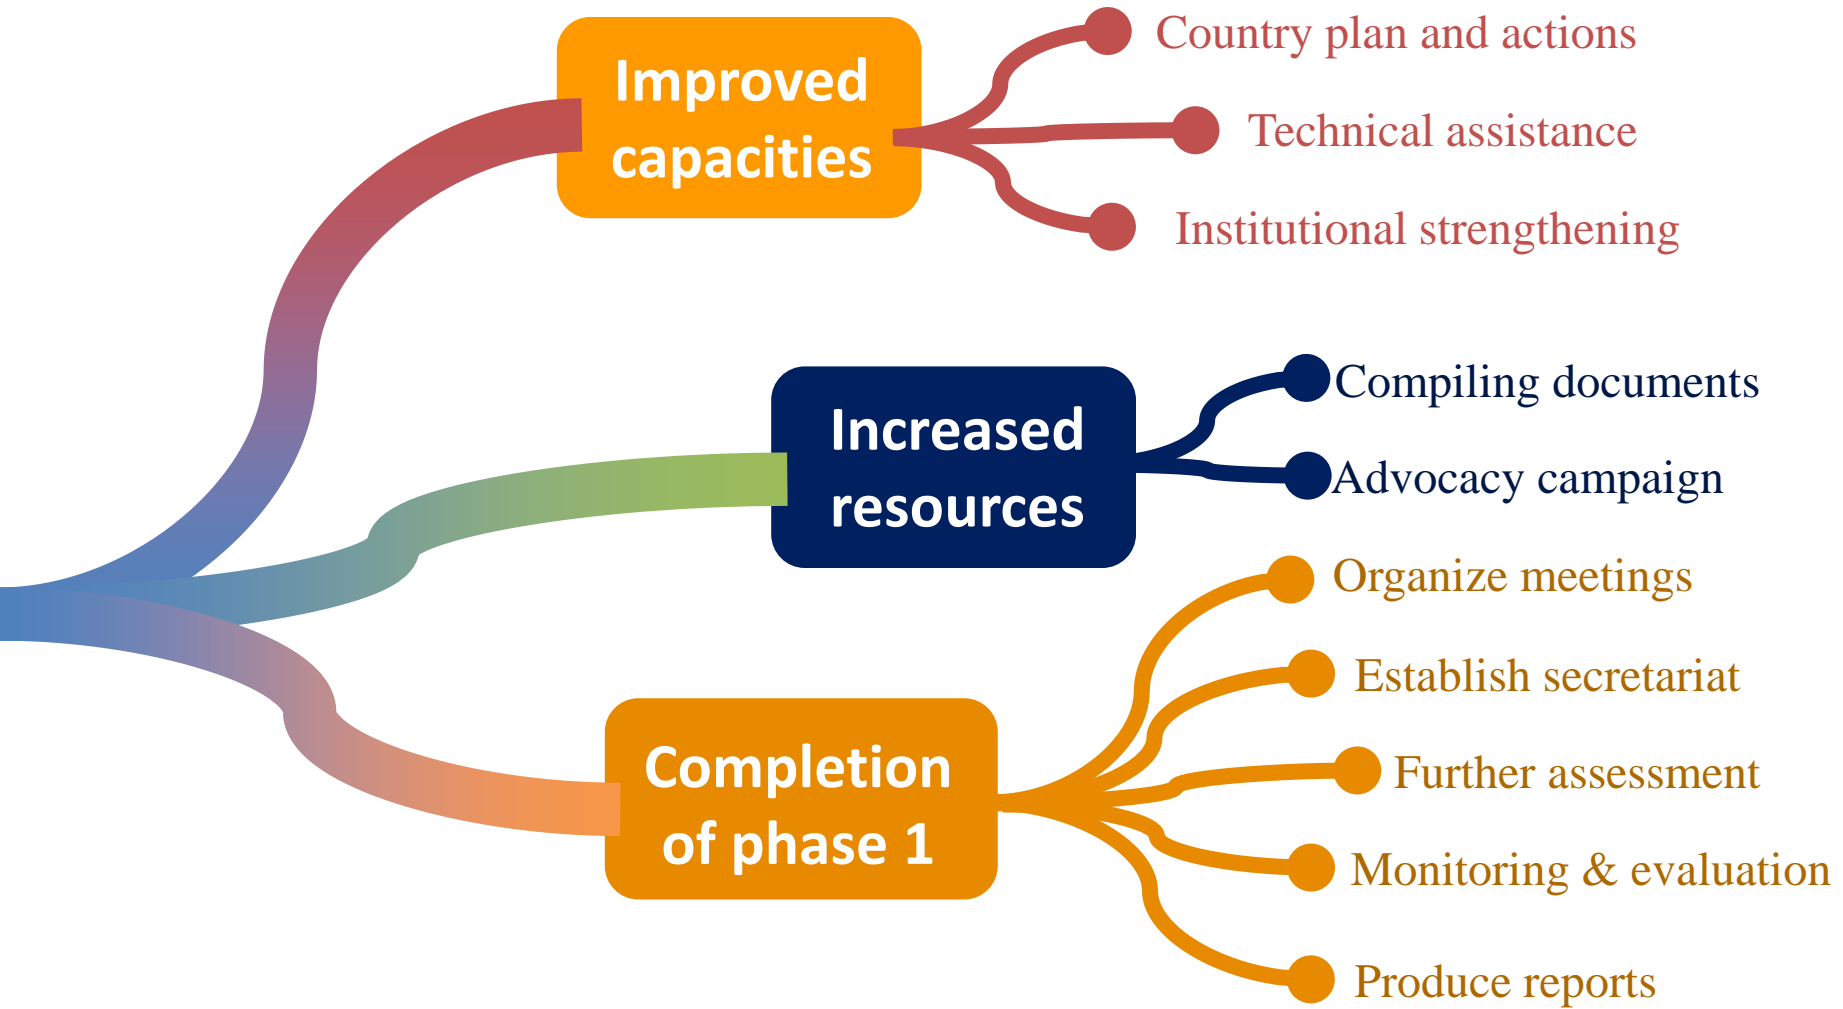 Improved
capacities
Country plan and actions
Technical assistance
Institutional strengthening
Increased
resources
Compiling documents
Advocacy campaign
Completion
of phase 1
Organize meetings
Establish secretariat
Further assessment
Monitoring & evaluation
Produce reports